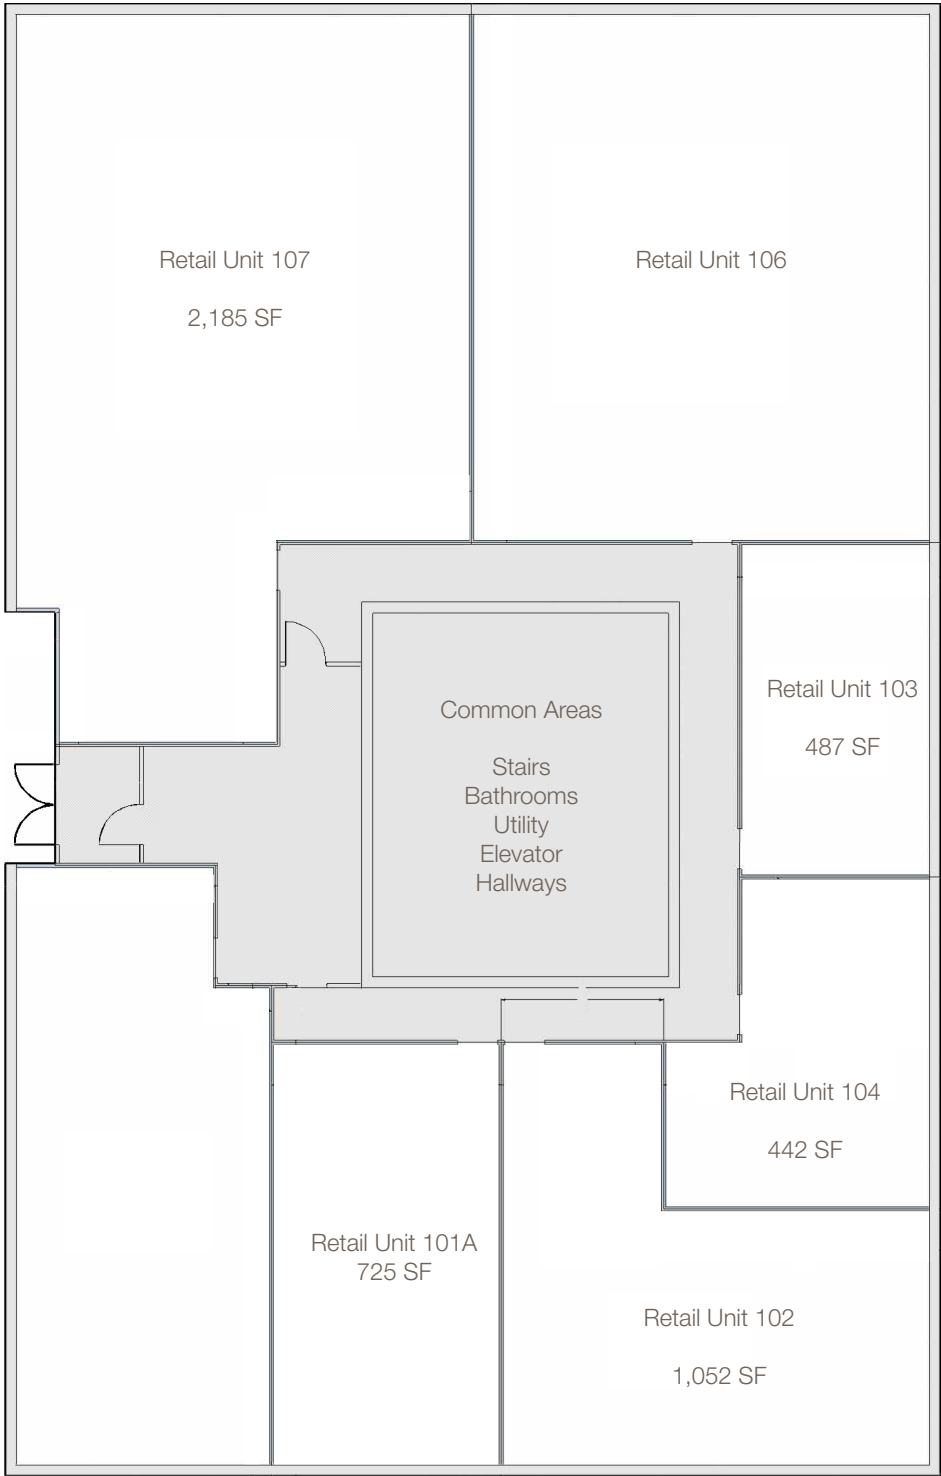 Retail Unit 107
2,185 SF
Retail Unit 106
Retail Unit 103
487 SF
Common Areas
Stairs
Bathrooms
Utility
Elevator
Hallways
Retail Unit 104
442 SF
Retail Unit 101A
725 SF
Retail Unit 102
1,052 SF